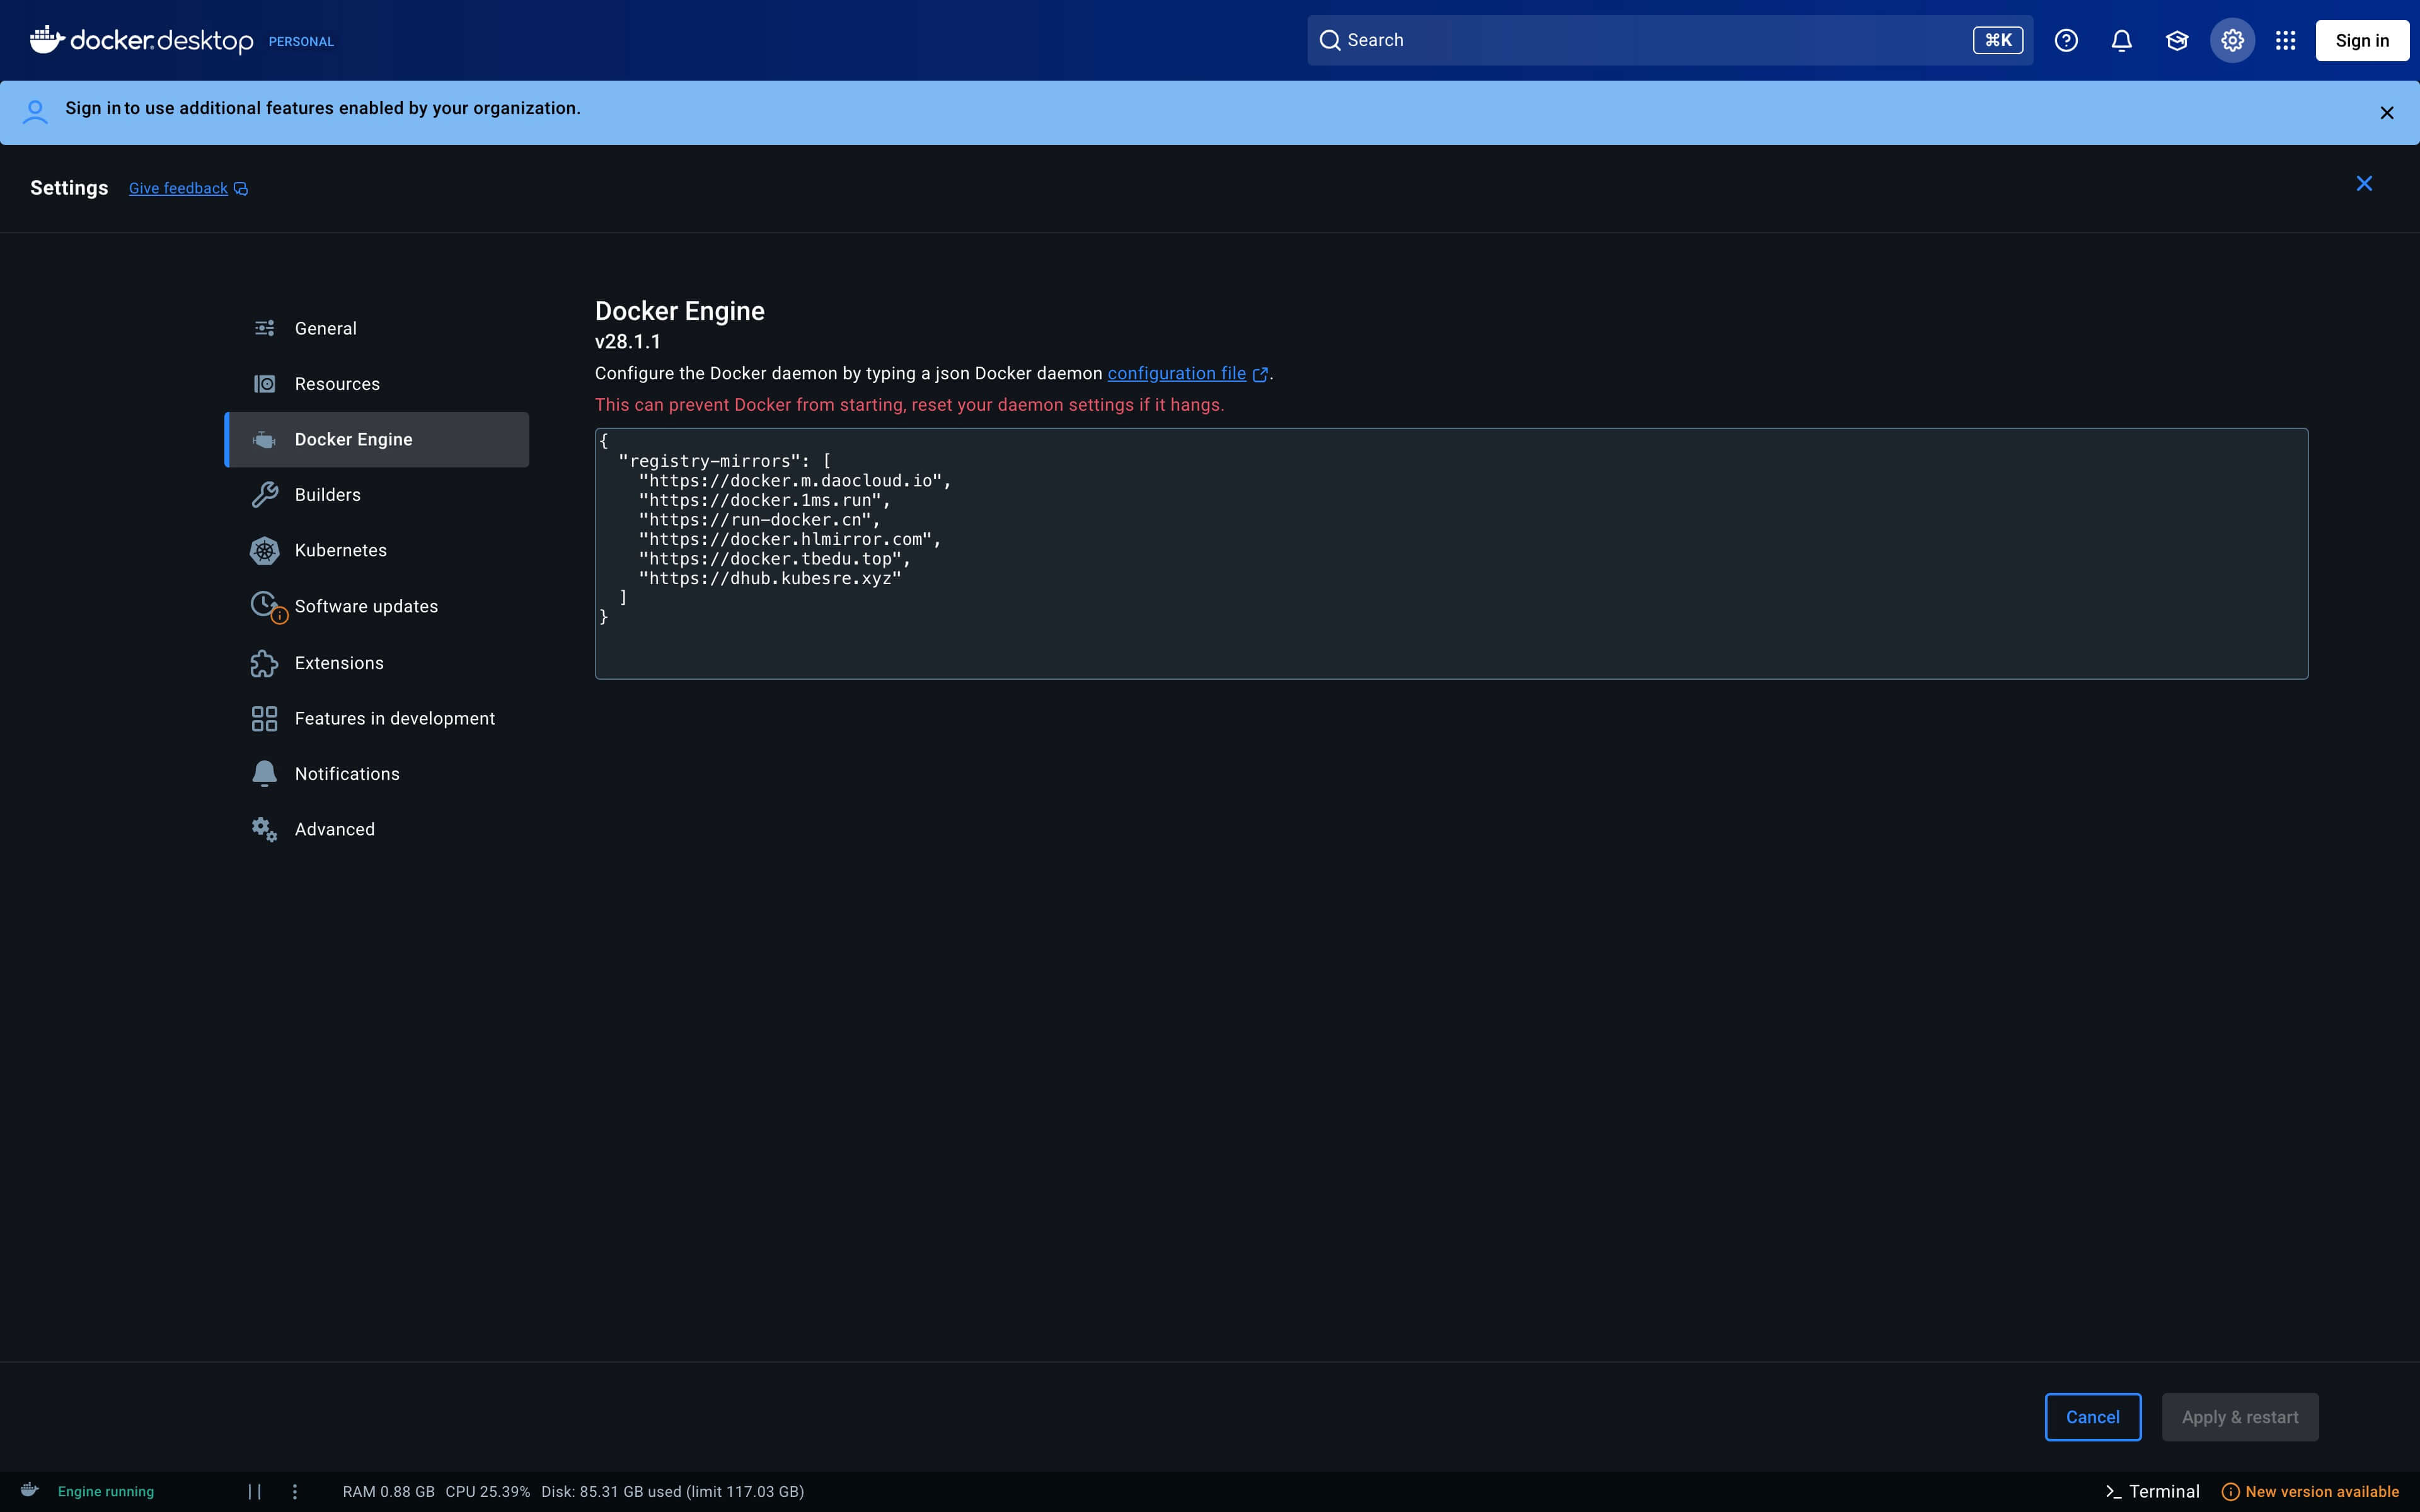 docker.desktop PERSONAL
Search ⌘K Sign in
Sign in to use additional features enabled by your organization.
Settings Give feedback
General
Resources
Docker Engine
Builders
Kubernetes
Software updates
Extensions
Features in development
Notifications
Advanced
Docker Engine
v28.1.1
Configure the Docker daemon by typing a json Docker daemon configuration file.
This can prevent Docker from starting, reset your daemon settings if it hangs.
{
  "registry-mirrors": [
    "https://docker.m.daocloud.io",
    "https://docker.1ms.run",
    "https://run-docker.cn",
    "https://docker.hlmirror.com",
    "https://docker.tbedu.top",
    "https://dhub.kubesre.xyz"
  ]
}
Cancel Apply & restart
Engine running RAM 0.88 GB CPU 25.39% Disk: 85.31 GB used (limit 117.03 GB) >_ Terminal New version available